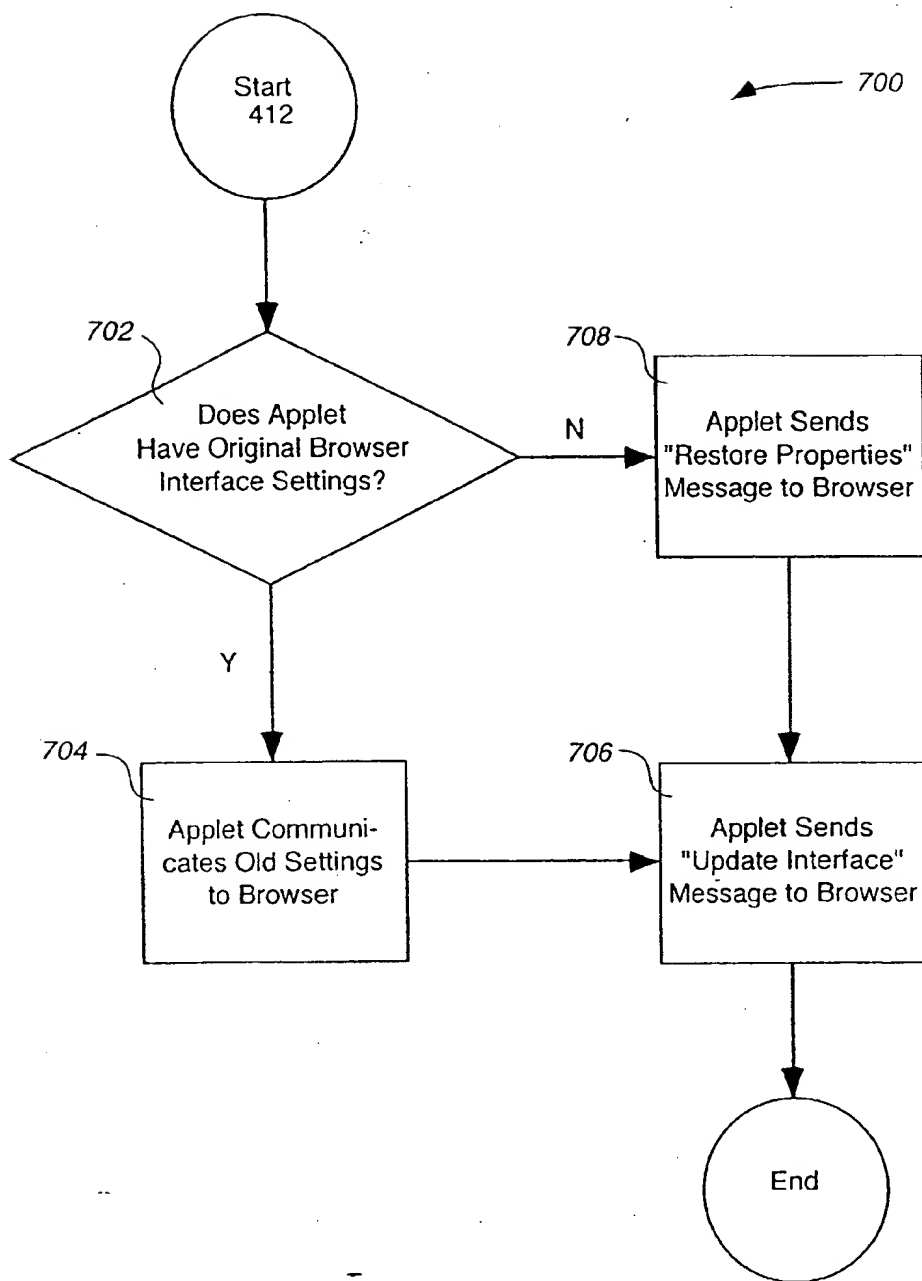 Start
412
700
702
Does Applet
Have Original Browser
Interface Settings?
N
708
Applet Sends
"Restore Properties"
Message to Browser
Y
704
Applet Communi-
cates Old Settings
to Browser
706
Applet Sends
"Update Interface"
Message to Browser
End